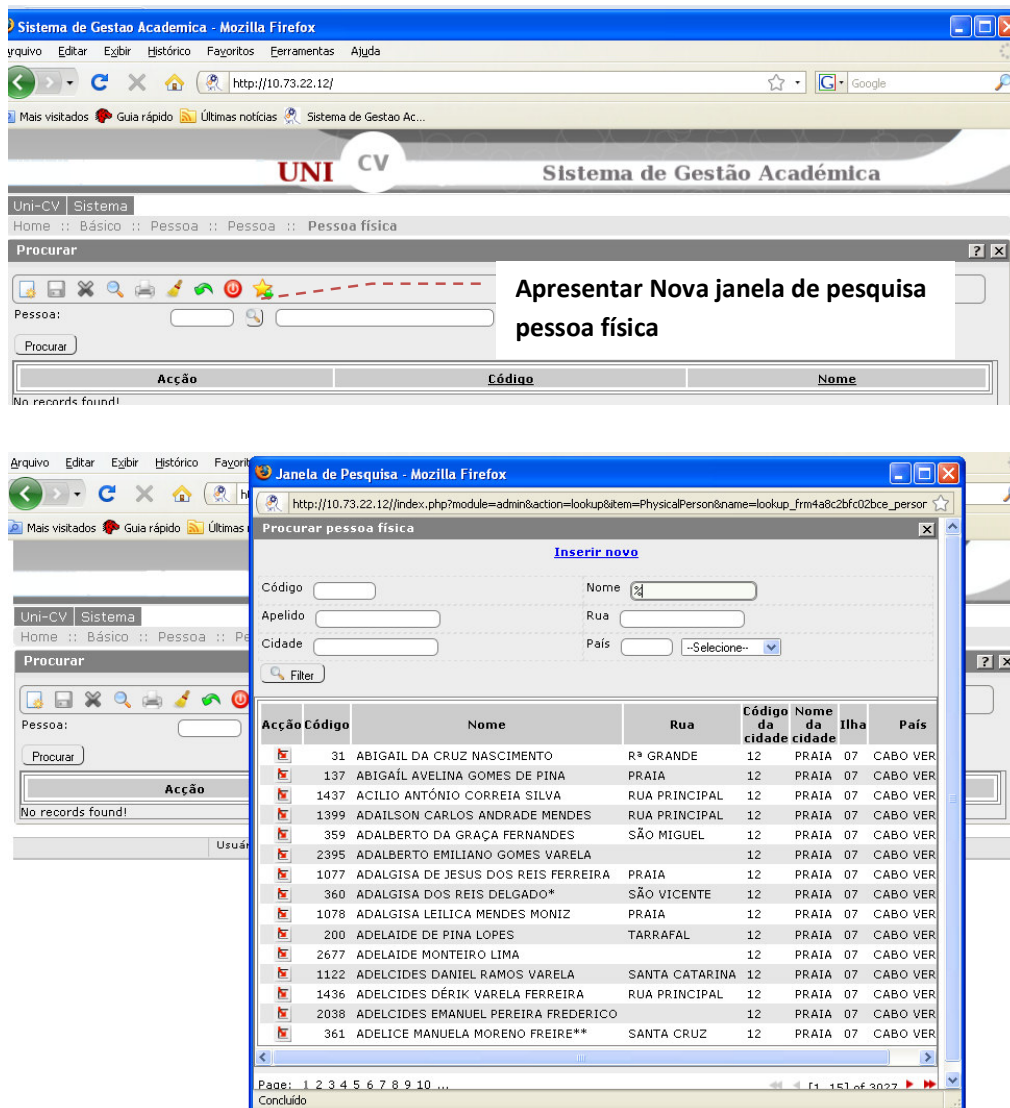 Sistema de Gestao Academica - Mozilla Firefox
rquivo Editar Exibir Histórico Favoritos Ferramentas Ajuda
http://10.73.22.12/
G Google
Mais visitados Guia rápido Últimas notícias Sistema de Gestao Ac...
UNI CV Sistema de Gestão Académica
Uni-CV Sistema
Home :: Básico :: Pessoa :: Pessoa :: Pessoa física
Procurar ? X
Apresentar Nova janela de pesquisa
pessoa física
Pessoa:
Procurar
Acção Código Nome
No records found!
Arquivo Editar Exibir Histórico Favorit
Janela de Pesquisa - Mozilla Firefox
http://10.73.22.12//index.php?module=admin&action=lookup&item=PhysicalPerson&name=lookup_frm4a8c2bfc02bce_persor
Mais visitados Guia rápido Últimas
Procurar pessoa física X
Inserir novo
Código Nome %
Apelido Rua
Cidade País --Selecione--
Filter
Uni-CV Sistema
Home :: Básico :: Pessoa :: Pe
Procurar ? X
Pessoa:
Procurar
Acção
No records found!
Usuár
Acção Código Nome Rua Código da cidade Nome da cidade Ilha País
31 ABIGAIL DA CRUZ NASCIMENTO Rª GRANDE 12 PRAIA 07 CABO VER
137 ABIGAÍL AVELINA GOMES DE PINA PRAIA 12 PRAIA 07 CABO VER
1437 ACILIO ANTÓNIO CORREIA SILVA RUA PRINCIPAL 12 PRAIA 07 CABO VER
1399 ADAILSON CARLOS ANDRADE MENDES RUA PRINCIPAL 12 PRAIA 07 CABO VER
359 ADALBERTO DA GRAÇA FERNANDES SÃO MIGUEL 12 PRAIA 07 CABO VER
2395 ADALBERTO EMILIANO GOMES VARELA 12 PRAIA 07 CABO VER
1077 ADALGISA DE JESUS DOS REIS FERREIRA PRAIA 12 PRAIA 07 CABO VER
360 ADALGISA DOS REIS DELGADO* SÃO VICENTE 12 PRAIA 07 CABO VER
1078 ADALGISA LEILICA MENDES MONIZ PRAIA 12 PRAIA 07 CABO VER
200 ADELAIDE DE PINA LOPES TARRAFAL 12 PRAIA 07 CABO VER
2677 ADELAIDE MONTEIRO LIMA 12 PRAIA 07 CABO VER
1122 ADELCIDES DANIEL RAMOS VARELA SANTA CATARINA 12 PRAIA 07 CABO VER
1436 ADELCIDES DÉRIK VARELA FERREIRA RUA PRINCIPAL 12 PRAIA 07 CABO VER
2038 ADELCIDES EMANUEL PEREIRA FREDERICO 12 PRAIA 07 CABO VER
361 ADELICE MANUELA MORENO FREIRE** SANTA CRUZ 12 PRAIA 07 CABO VER
Page: 1 2 3 4 5 6 7 8 9 10 ... [1 15] of 3027
Concluído